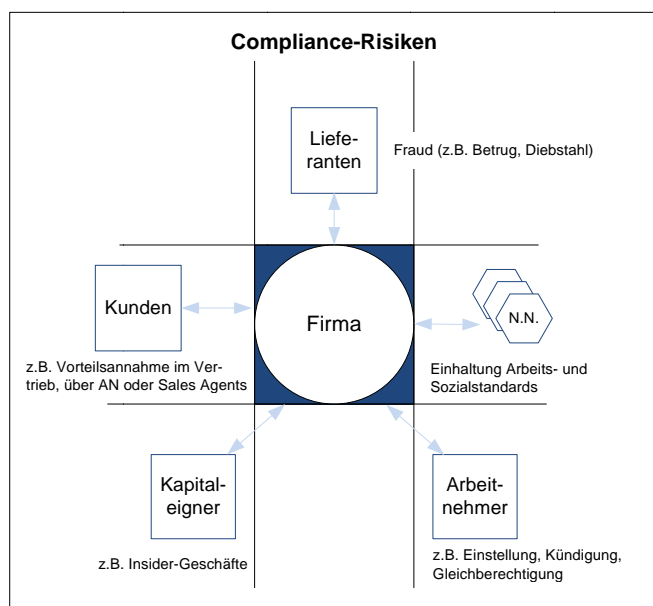 Compliance-Risiken
Liefe-
ranten
Fraud (z.B. Betrug, Diebstahl)
Kunden
Firma
N.N.
z.B. Vorteilsannahme im Ver-
trieb, über AN oder Sales Agents
Einhaltung Arbeits- und
Sozialstandards
Kapital-
eigner
Arbeit-
nehmer
z.B. Insider-Geschäfte
z.B. Einstellung, Kündigung,
Gleichberechtigung